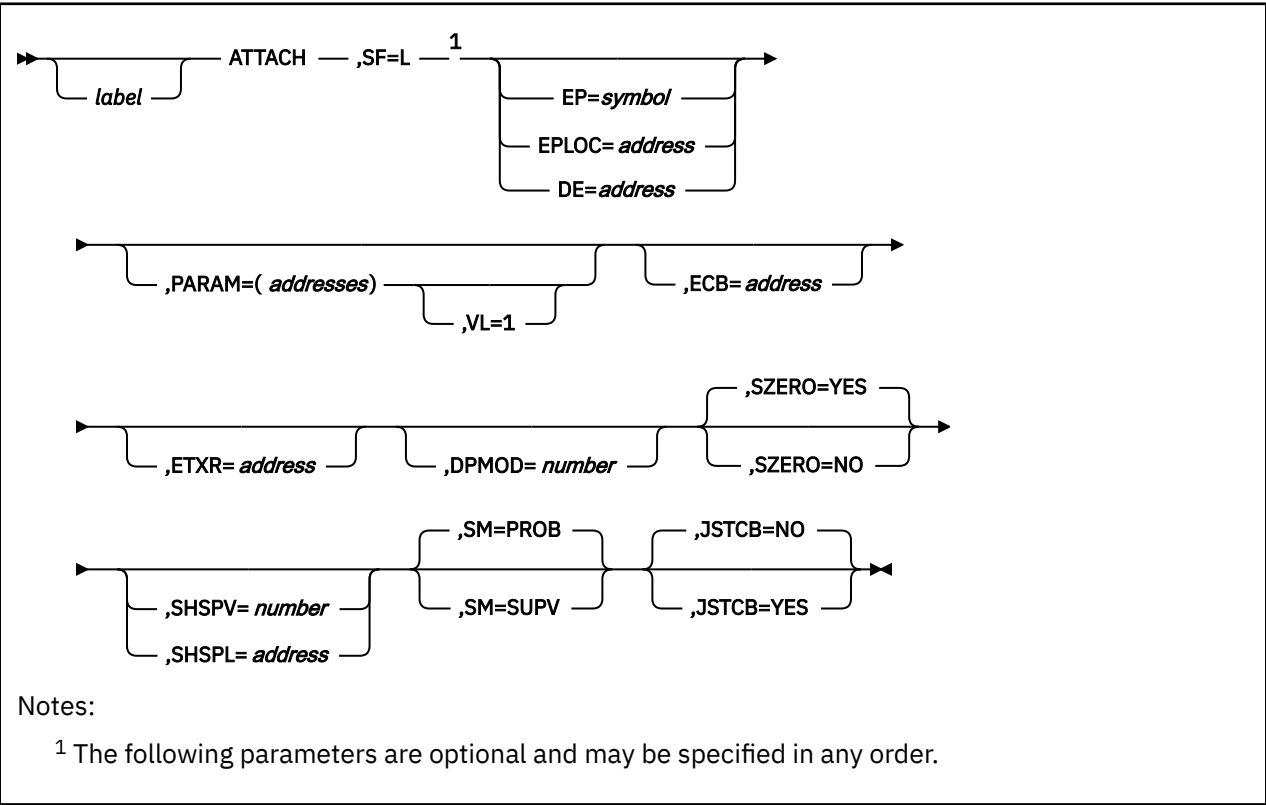 1
ATTACH ,SF=L
label
EP=symbol
EPLOC= address
DE=address
,PARAM=( addresses)
,ECB= address
,VL=1
,SZERO=YES
,ETXR= address
,DPMOD= number
,SZERO=NO
,SM=PROB
,JSTCB=NO
,SHSPV= number
,SM=SUPV
,JSTCB=YES
,SHSPL= address
Notes:
1 The following parameters are optional and may be specified in any order.